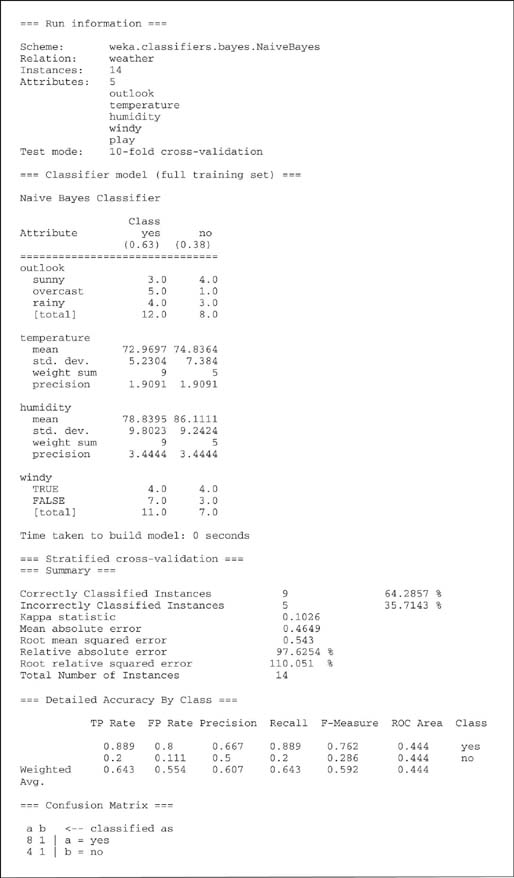 === Run information ===
Scheme: weka.classifiers.bayes.NaiveBayes
Relation: weather
Instances: 14
Attributes: 5
outlook
temperature
humidity
windy
play
Test mode: 10-fold cross-validation
=== Classifier model (full training set) ===
Naive Bayes Classifier
Class
Attribute yes no
(0.63) (0.38)
===============================
outlook
sunny 3.0 4.0
overcast 5.0 1.0
rainy 4.0 3.0
[total] 12.0 8.0
temperature
mean 72.9697 74.8364
std. dev. 5.2304 7.384
weight sum 9 5
precision 1.9091 1.9091
humidity
mean 78.8395 86.1111
std. dev. 9.8023 9.2424
weight sum 9 5
precision 3.4444 3.4444
windy
TRUE 4.0 4.0
FALSE 7.0 3.0
[total] 11.0 7.0
Time taken to build model: 0 seconds
=== Stratified cross-validation ===
=== Summary ===
Correctly Classified Instances 9 64.2857 %
Incorrectly Classified Instances 5 35.7143 %
Kappa statistic 0.1026
Mean absolute error 0.4649
Root mean squared error 0.543
Relative absolute error 97.6254 %
Root relative squared error 110.051 %
Total Number of Instances 14
=== Detailed Accuracy By Class ===
TP Rate FP Rate Precision Recall F-Measure ROC Area Class
0.889 0.8 0.667 0.889 0.762 0.444 yes
0.2 0.111 0.5 0.2 0.286 0.444 no
Weighted 0.643 0.554 0.607 0.643 0.592 0.444
Avg.
=== Confusion Matrix ===
a b <-- classified as
8 1 | a = yes
4 1 | b = no